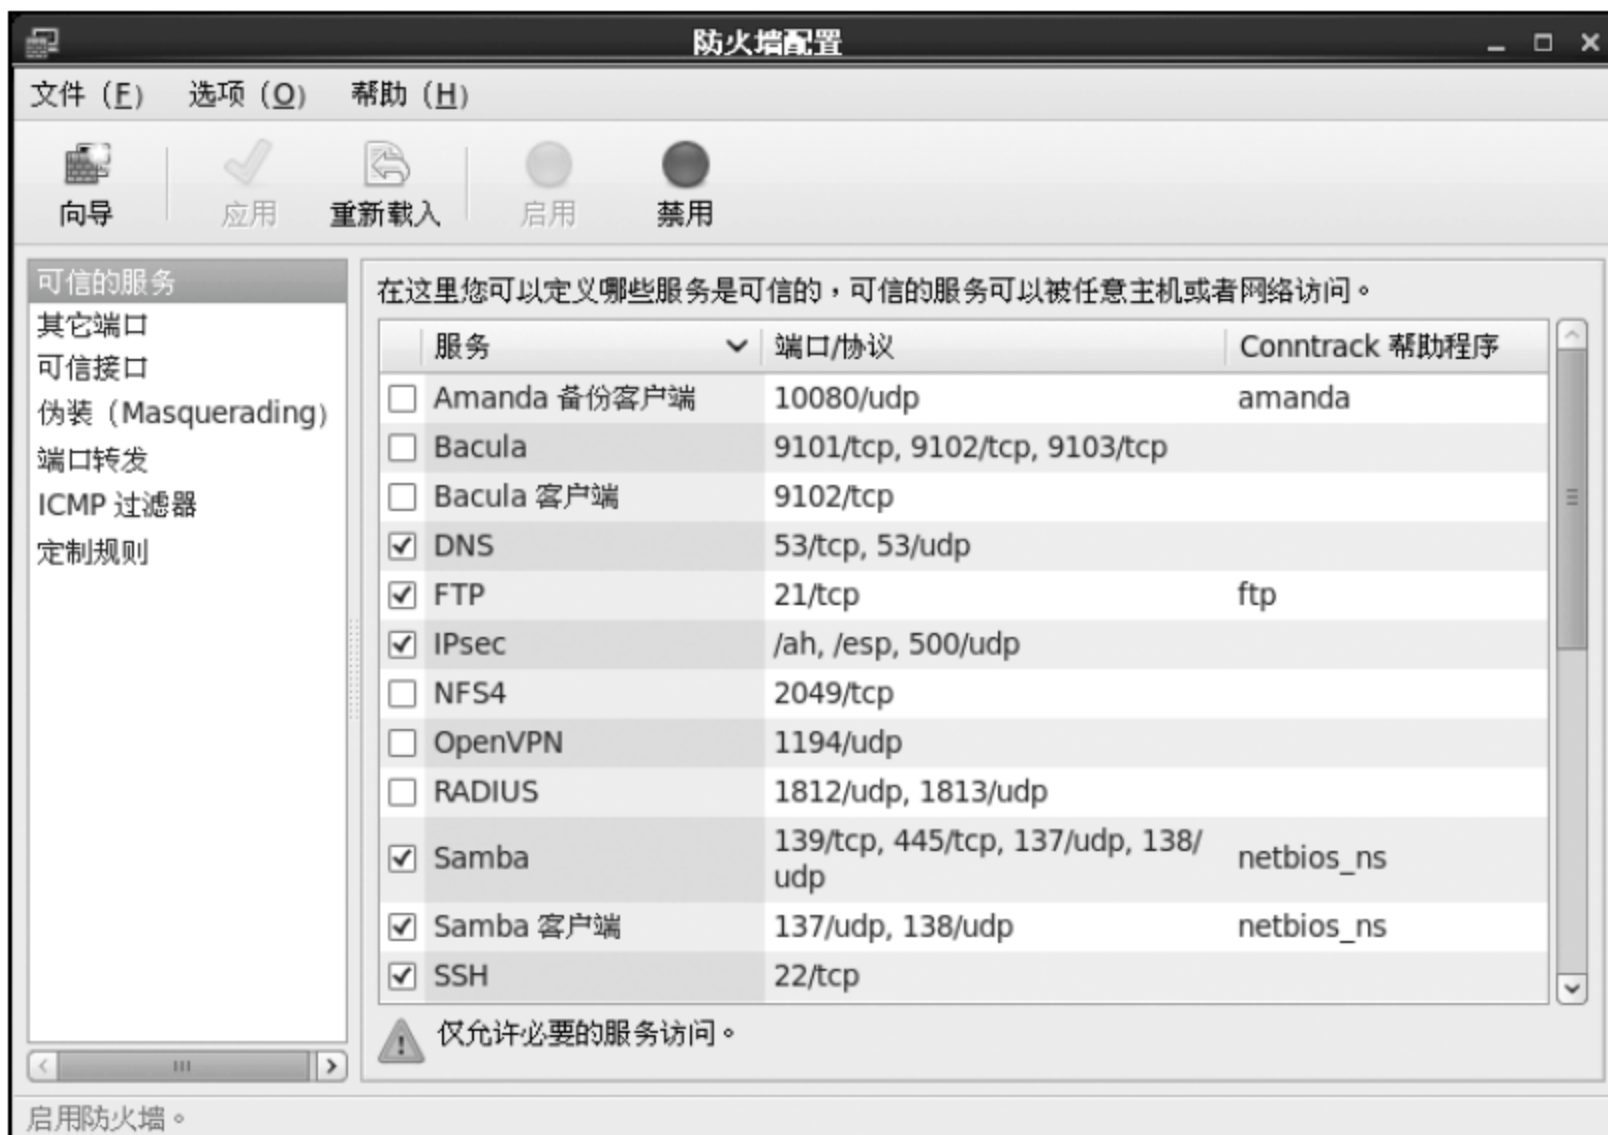 防火墙配置
文件（F） 选项（O） 帮助（H）
向导 应用 重新载入 启用 禁用
可信的服务
其它端口
可信接口
伪装（Masquerading）
端口转发
ICMP 过滤器
定制规则
在这里您可以定义哪些服务是可信的，可信的服务可以被任意主机或者网络访问。
服务 端口/协议 Conntrack 帮助程序
Amanda 备份客户端 10080/udp amanda
Bacula 9101/tcp, 9102/tcp, 9103/tcp
Bacula 客户端 9102/tcp
DNS 53/tcp, 53/udp
FTP 21/tcp ftp
IPsec /ah, /esp, 500/udp
NFS4 2049/tcp
OpenVPN 1194/udp
RADIUS 1812/udp, 1813/udp
Samba 139/tcp, 445/tcp, 137/udp, 138/
udp netbios_ns
Samba 客户端 137/udp, 138/udp netbios_ns
SSH 22/tcp
仅允许必要的服务访问。
启用防火墙。